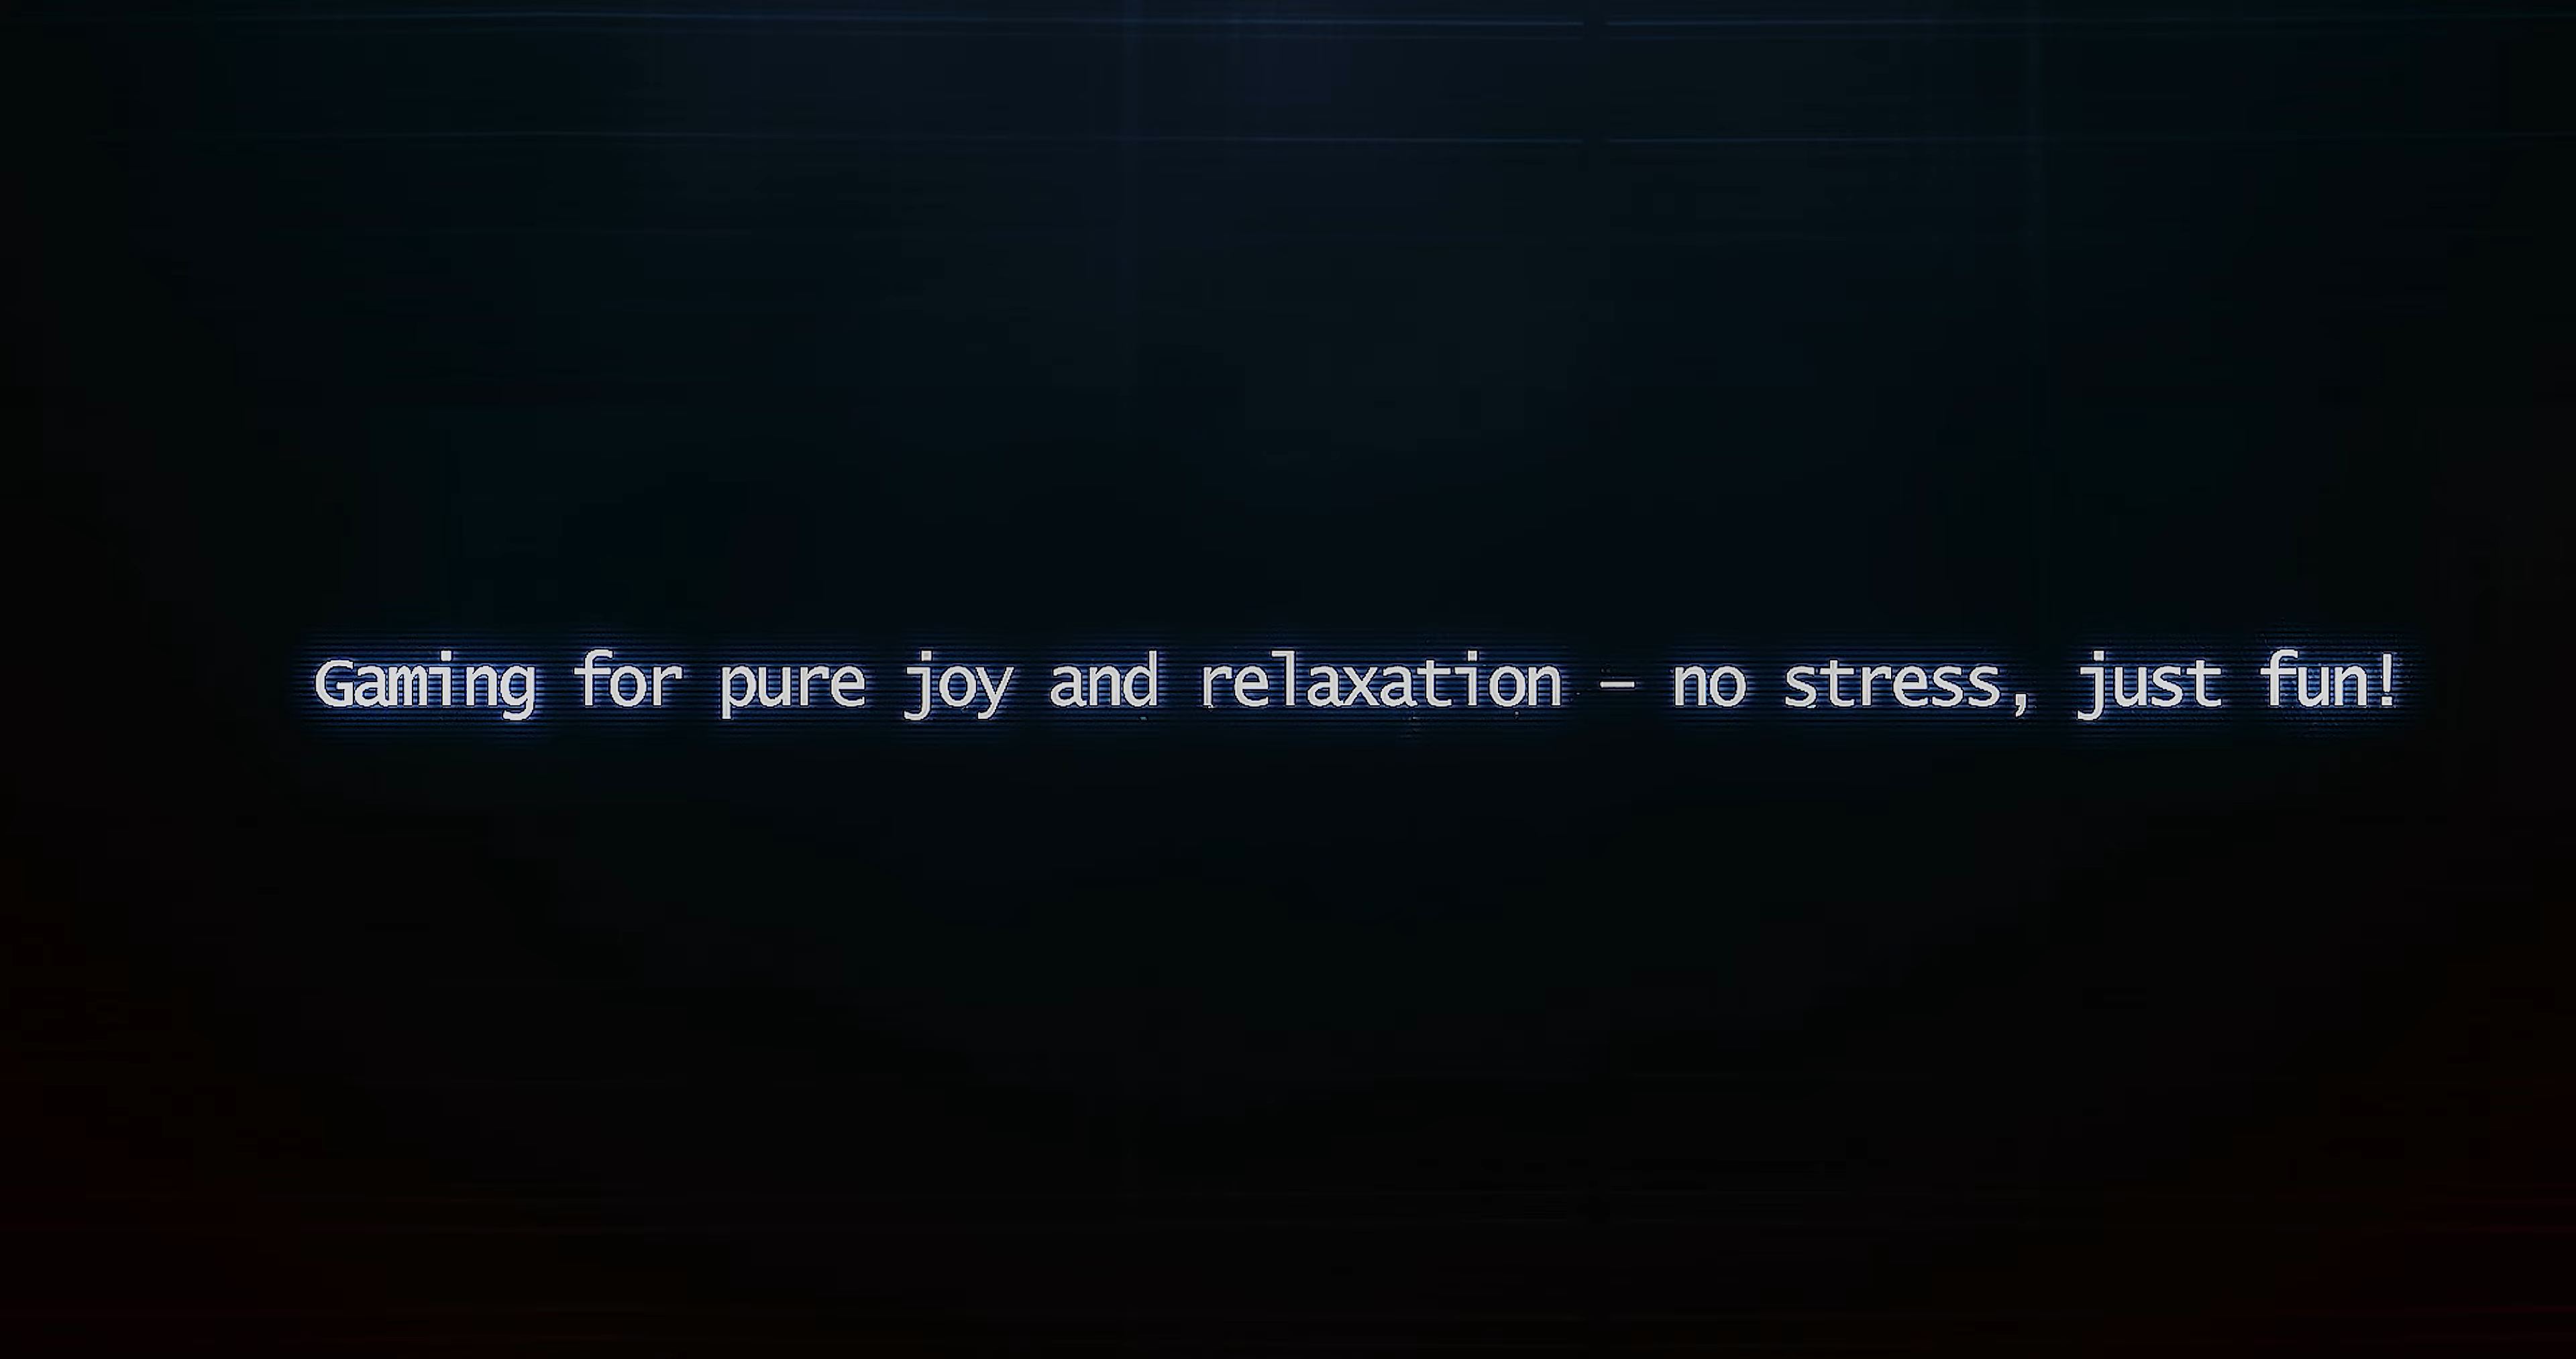 Gaming for pure joy and relaxation – no stress, just fun!